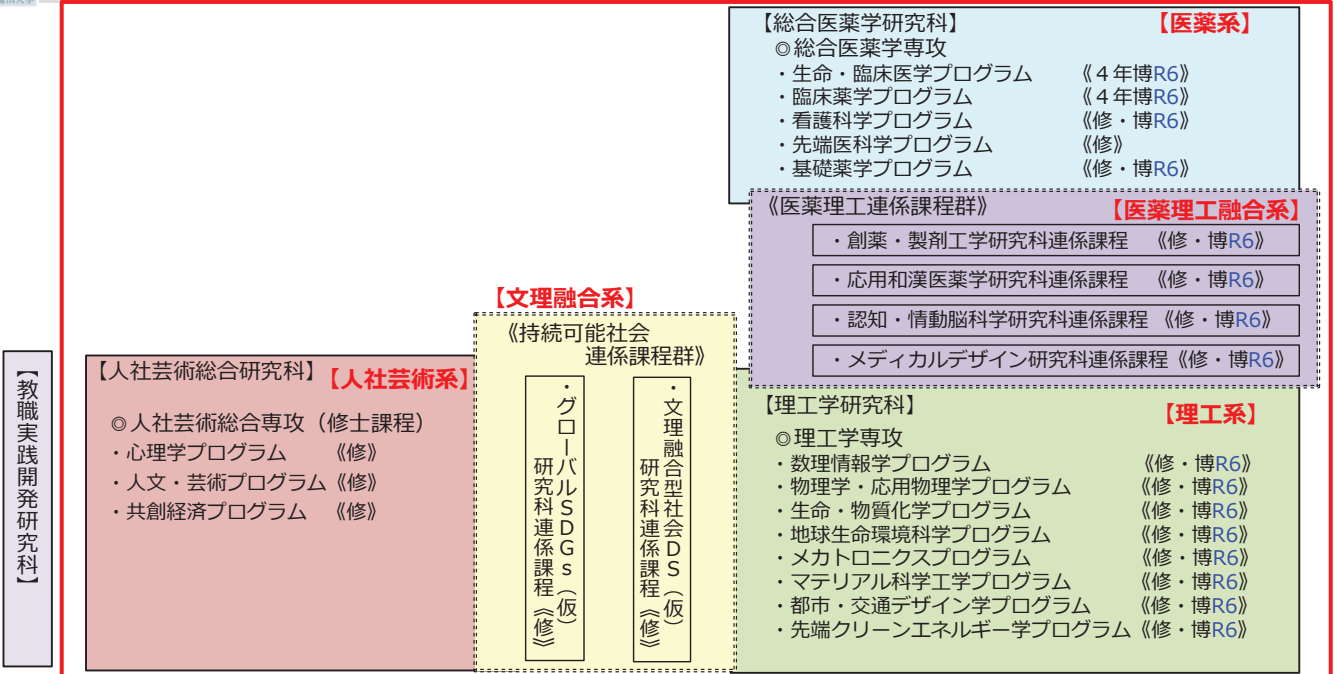 【総合医薬学研究科】 【医薬系】
◎総合医薬学専攻
・生命・臨床医学プログラム 《４年博R6》
・臨床薬学プログラム 《４年博R6》
・看護科学プログラム 《修・博R6》
・先端医科学プログラム 《修》
・基礎薬学プログラム 《修・博R6》
《医薬理工連係課程群》 【医薬理工融合系】
・創薬・製剤工学研究科連係課程 《修・博R6》
・応用和漢医薬学研究科連係課程 《修・博R6》
・認知・情動脳科学研究科連係課程 《修・博R6》
・メディカルデザイン研究科連係課程《修・博R6》
【文理融合系】
《持続可能社会
連係課程群》
・グローバルSDGs（仮）
研究科連係課程《修》
・文理融合型社会DS（仮）
研究科連係課程《修》
【教職実践開発研究科】
【人社芸術総合研究科】【人社芸術系】
◎人社芸術総合専攻（修士課程）
・心理学プログラム 《修》
・人文・芸術プログラム《修》
・共創経済プログラム 《修》
【理工学研究科】 【理工系】
◎理工学専攻
・数理情報学プログラム 《修・博R6》
・物理学・応用物理学プログラム 《修・博R6》
・生命・物質化学プログラム 《修・博R6》
・地球生命環境科学プログラム 《修・博R6》
・メカトロニクスプログラム 《修・博R6》
・マテリアル科学工学プログラム 《修・博R6》
・都市・交通デザイン学プログラム 《修・博R6》
・先端クリーンエネルギー学プログラム《修・博R6》